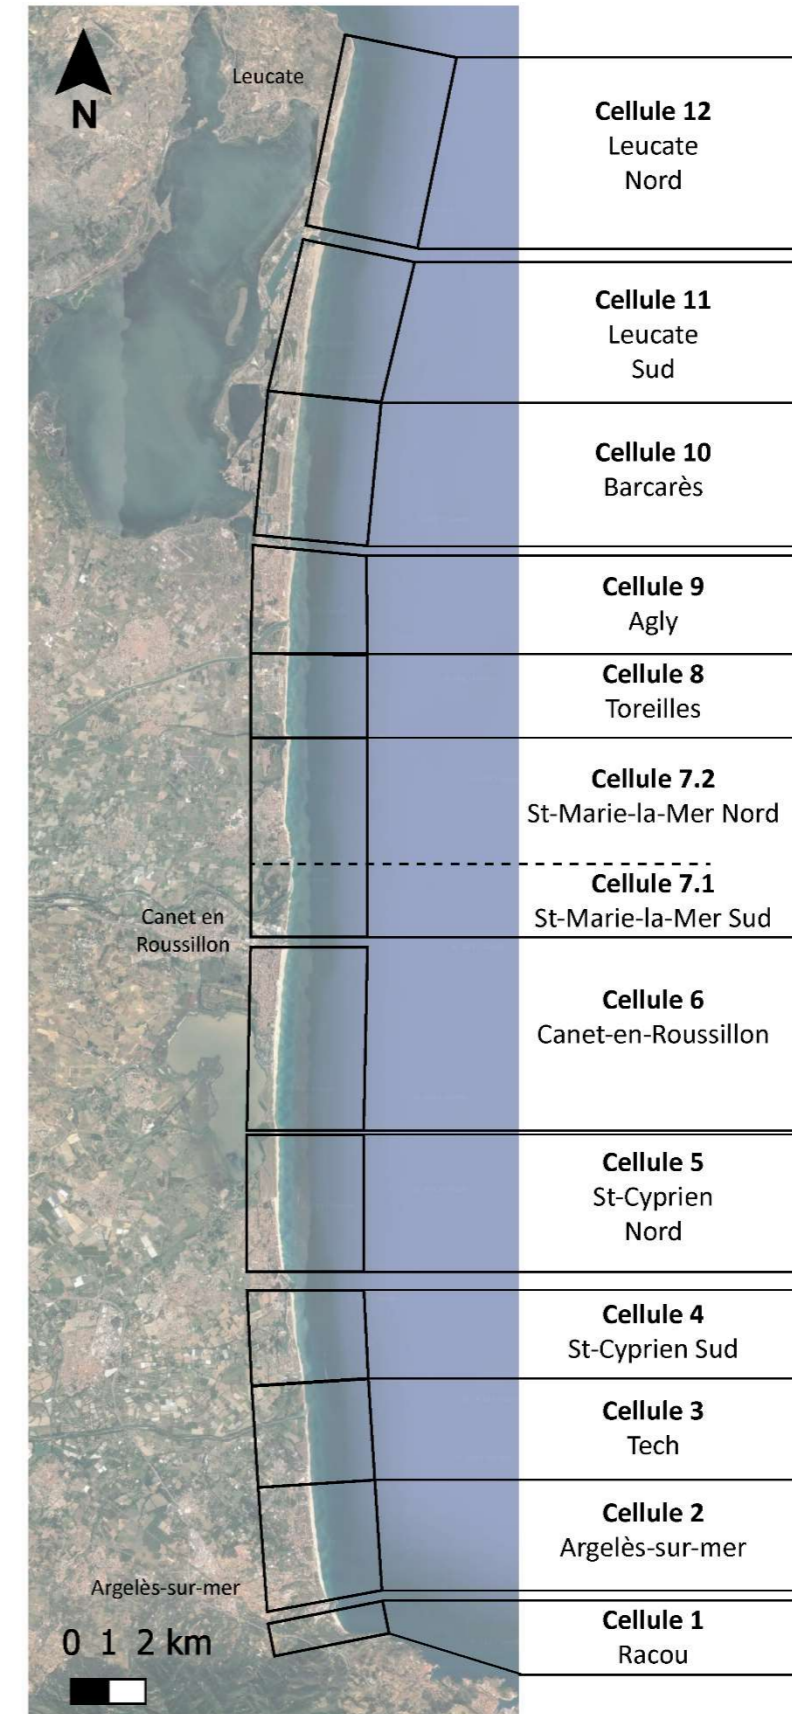 N
Leucate
Cellule 12
Leucate
Nord
Cellule 11
Leucate
Sud
Cellule 10
Barcarès
Cellule 9
Agly
Cellule 8
Toreilles
Cellule 7.2
St-Marie-la-Mer Nord
Cellule 7.1
St-Marie-la-Mer Sud
Canet en
Roussillon
Cellule 6
Canet-en-Roussillon
Cellule 5
St-Cyprien
Nord
Cellule 4
St-Cyprien Sud
Cellule 3
Tech
Cellule 2
Argelès-sur-mer
Argelès-sur-mer
Cellule 1
Racou
0 1 2 km